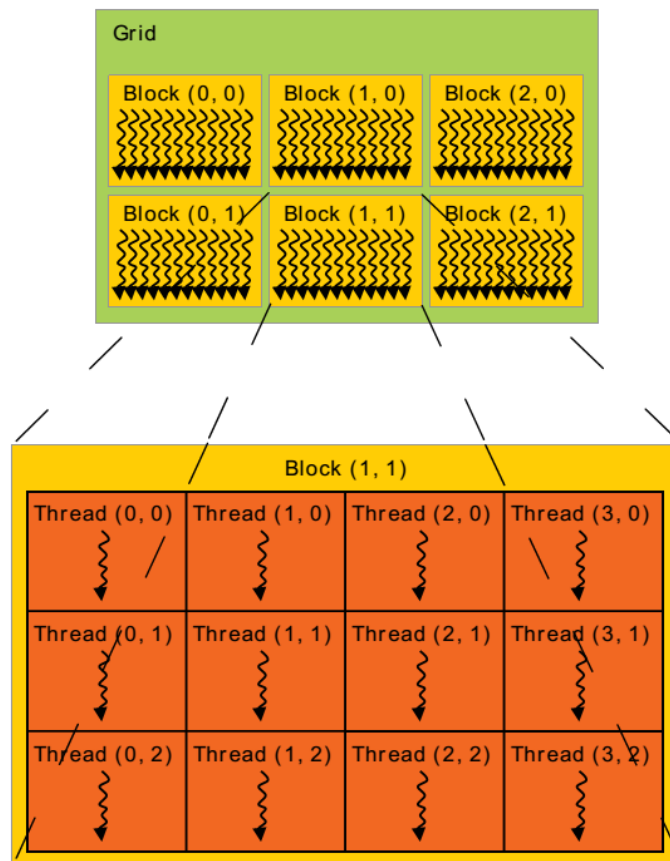 Grid
Block (0, 0) Block (1, 0) Block (2, 0)
Block (0, 1) Block (1, 1) Block (2, 1)
Block (1, 1)
Thread (0, 0) Thread (1, 0) Thread (2, 0) Thread (3, 0)
Thread (0, 1) Thread (1, 1) Thread (2, 1) Thread (3, 1)
Thread (0, 2) Thread (1, 2) Thread (2, 2) Thread (3, 2)